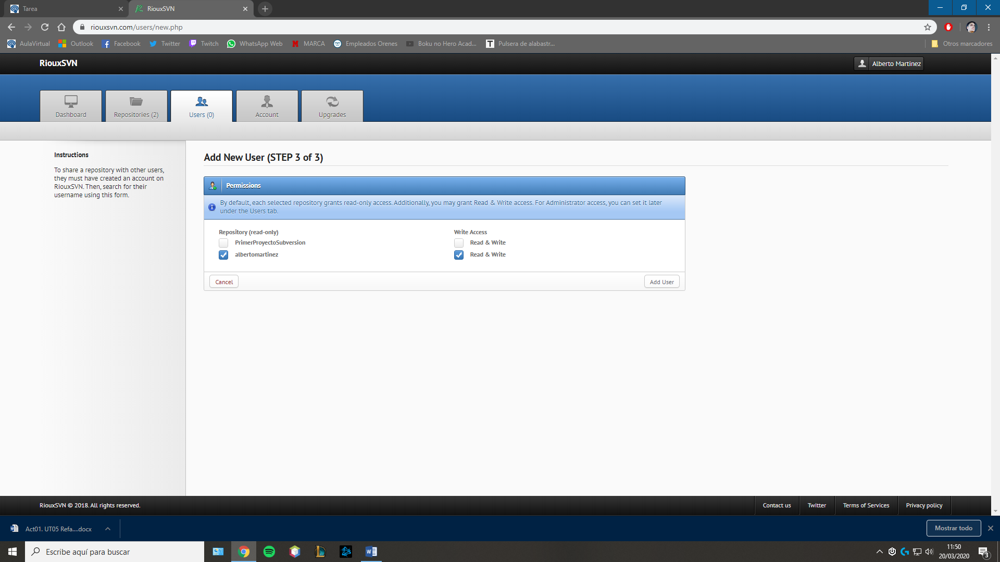 Tarea
RiouxSVN
riouxsvn.com/users/new.php
AulaVirtual
Outlook
Facebook
Twitter
Twitch
WhatsApp Web
MARCA
Empleados Orenes
Boku no Hero Acad...
Pulsera de alabastr...
Otros marcadores
RiouxSVN
Alberto Martinez
Dashboard
Repositories (2)
Users (0)
Account
Upgrades
Instructions
To share a repository with other users,
they must have created an account on
RiouxSVN. Then, search for their
username using this form.
Add New User (STEP 3 of 3)
Permissions
By default, each selected repository grants read-only access. Additionally, you may grant Read & Write access. For Administrator access, you can set it later
under the Users tab.
Repository (read-only)
Write Access
PrimerProyectoSubversion
Read & Write
albertomartinez
Read & Write
Cancel
Add User
RiouxSVN © 2018. All rights reserved.
Contact us
Twitter
Terms of Services
Privacy policy
Act01. UT05 Refa....docx
Mostrar todo
Escribe aquí para buscar
11:50
20/03/2020
3